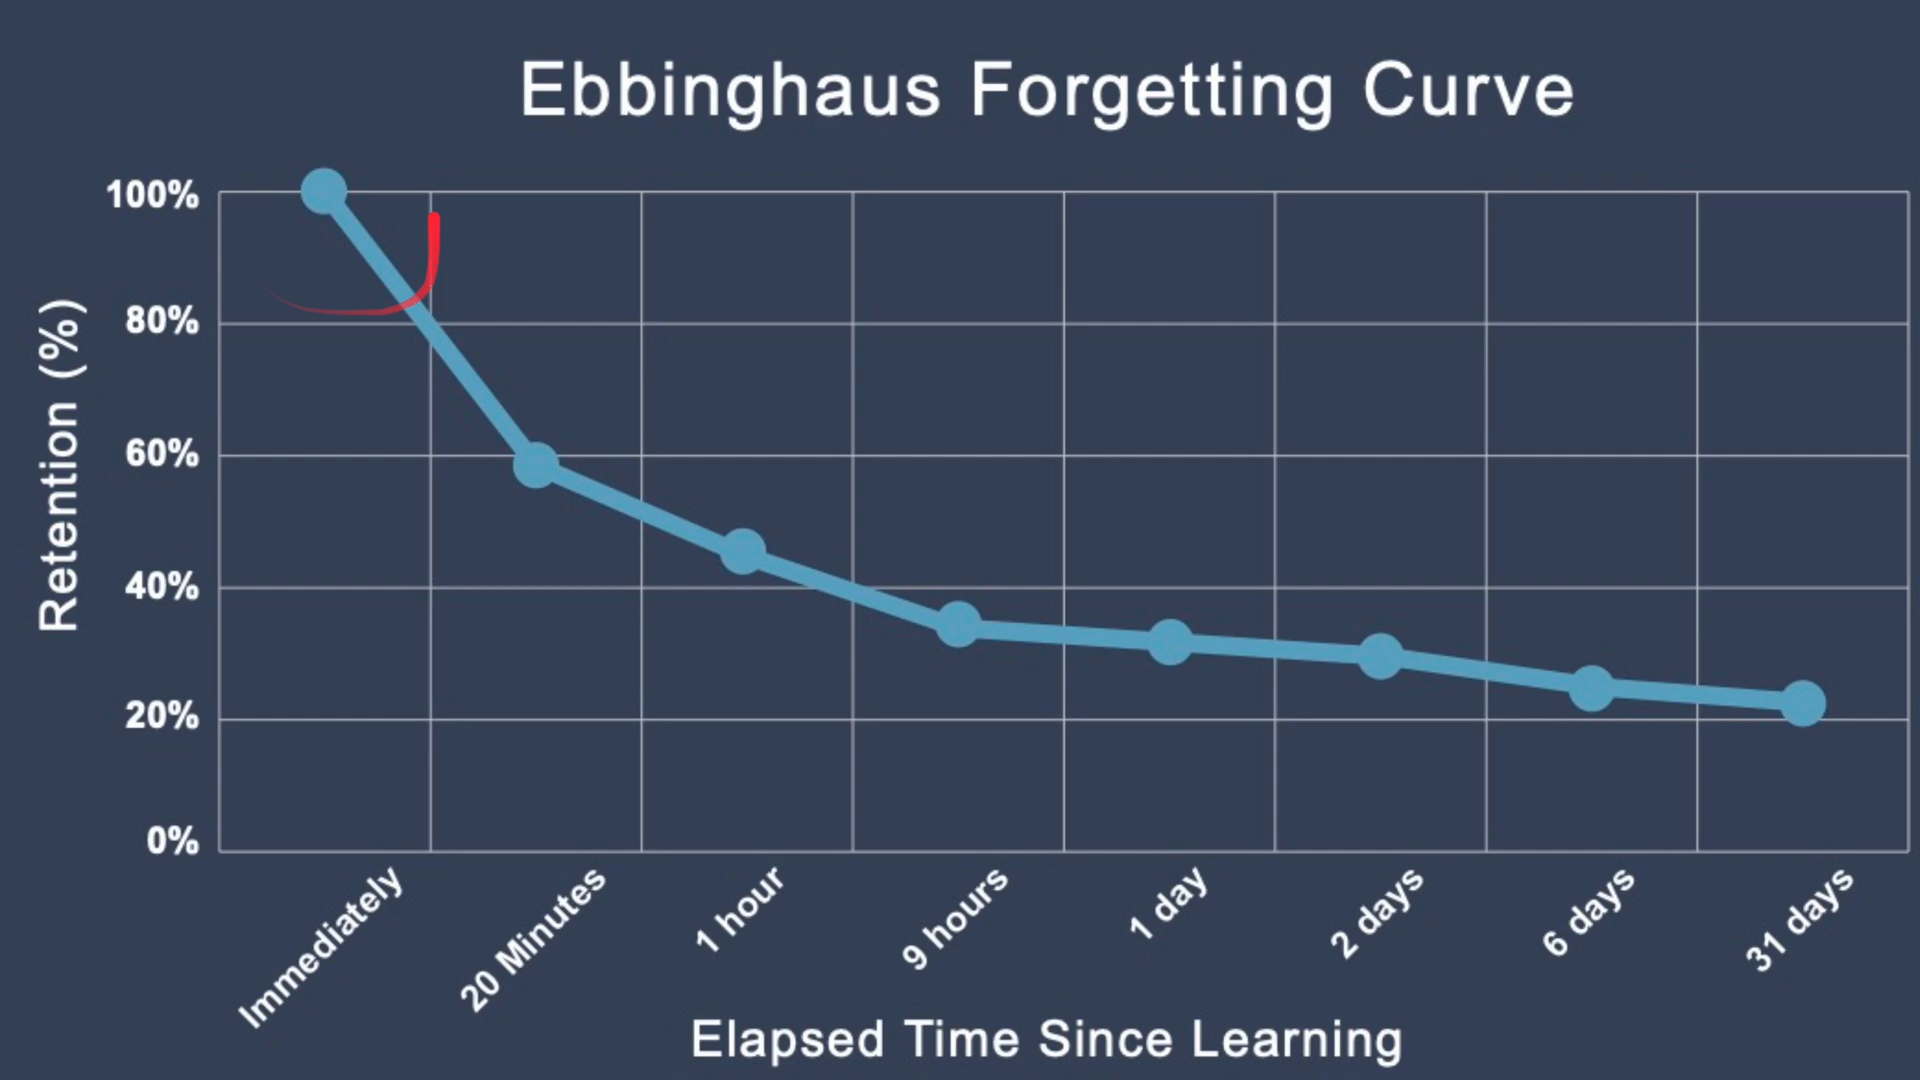 Ebbinghaus Forgetting Curve
Retention (%)
100%
80%
60%
40%
20%
0%
Immediately
20 Minutes
1 hour
9 hours
1 day
2 days
6 days
31 days
Elapsed Time Since Learning